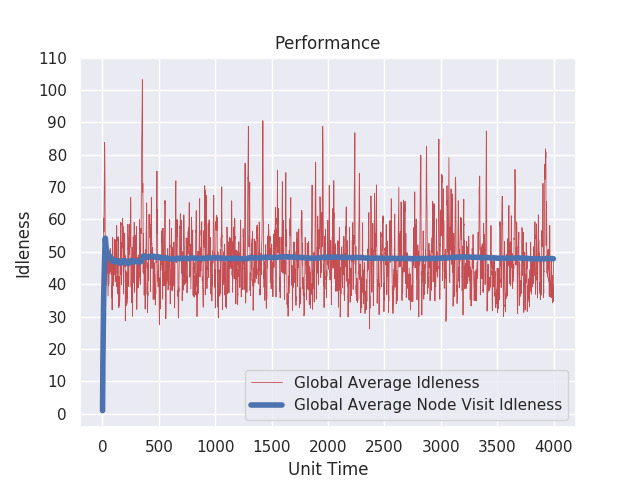 Performance
110
100
90
80
70
60
50
40
30
20
10
0
Idleness
Global Average Idleness
Global Average Node Visit Idleness
0 500 1000 1500 2000 2500 3000 3500 4000
Unit Time